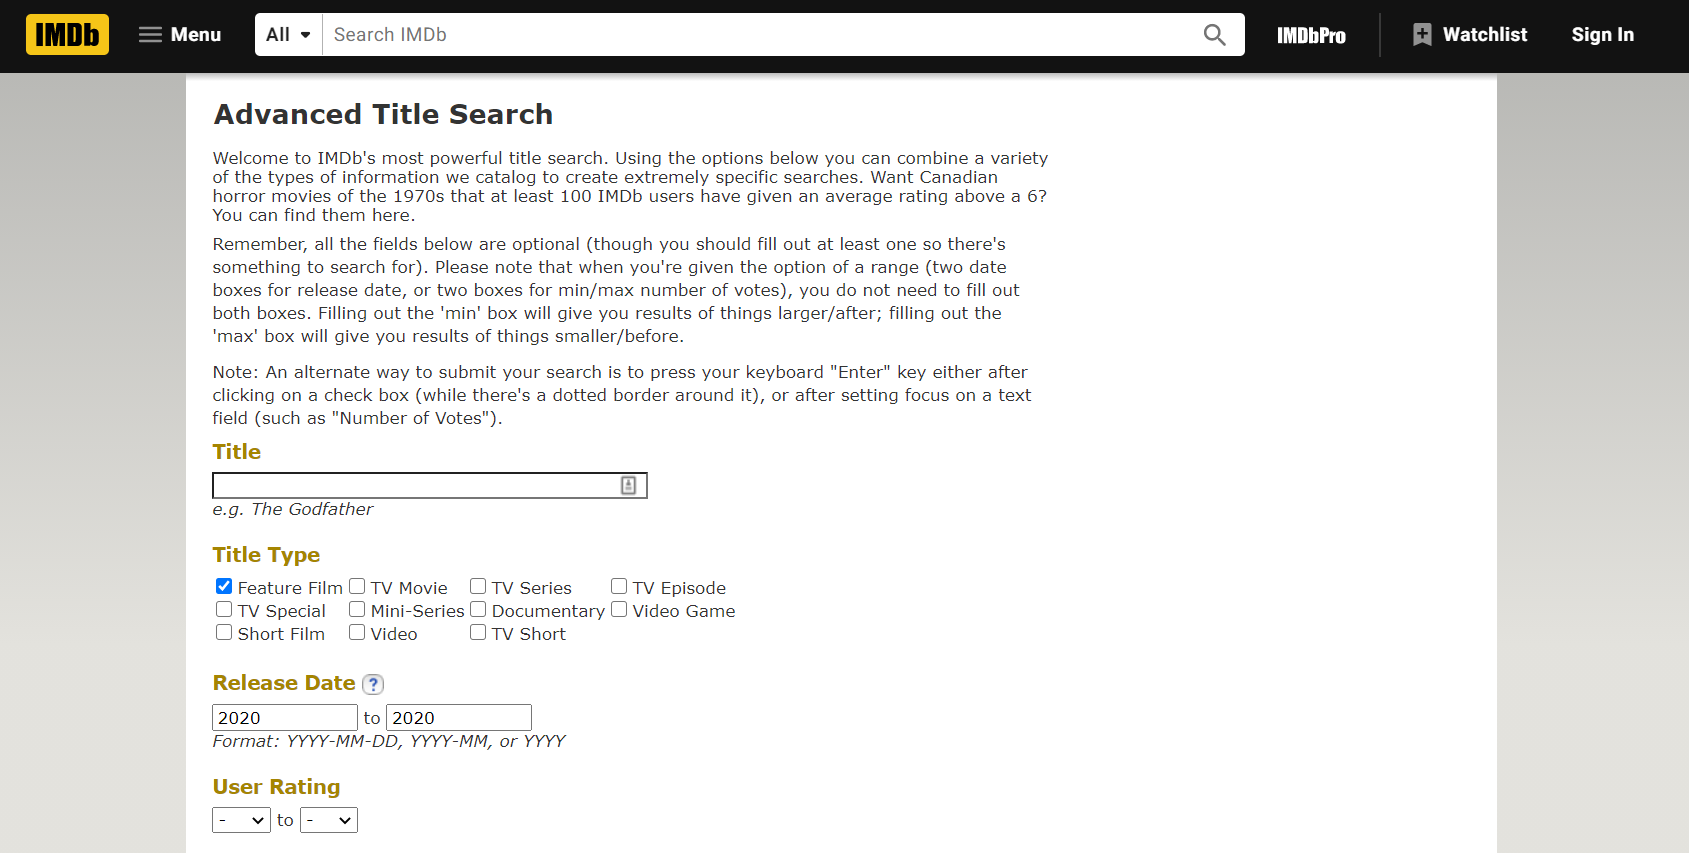 IMDb Menu All Search IMDb IMDbPro Watchlist Sign In
Advanced Title Search
Welcome to IMDb's most powerful title search. Using the options below you can combine a variety
of the types of information we catalog to create extremely specific searches. Want Canadian
horror movies of the 1970s that at least 100 IMDb users have given an average rating above a 6?
You can find them here.
Remember, all the fields below are optional (though you should fill out at least one so there's
something to search for). Please note that when you're given the option of a range (two date
boxes for release date, or two boxes for min/max number of votes), you do not need to fill out
both boxes. Filling out the 'min' box will give you results of things larger/after; filling out the
'max' box will give you results of things smaller/before.
Note: An alternate way to submit your search is to press your keyboard "Enter" key either after
clicking on a check box (while there's a dotted border around it), or after setting focus on a text
field (such as "Number of Votes").
Title
e.g. The Godfather
Title Type
Feature Film TV Movie TV Series TV Episode
TV Special Mini-Series Documentary Video Game
Short Film Video TV Short
Release Date ?
2020 to 2020
Format: YYYY-MM-DD, YYYY-MM, or YYYY
User Rating
- to -